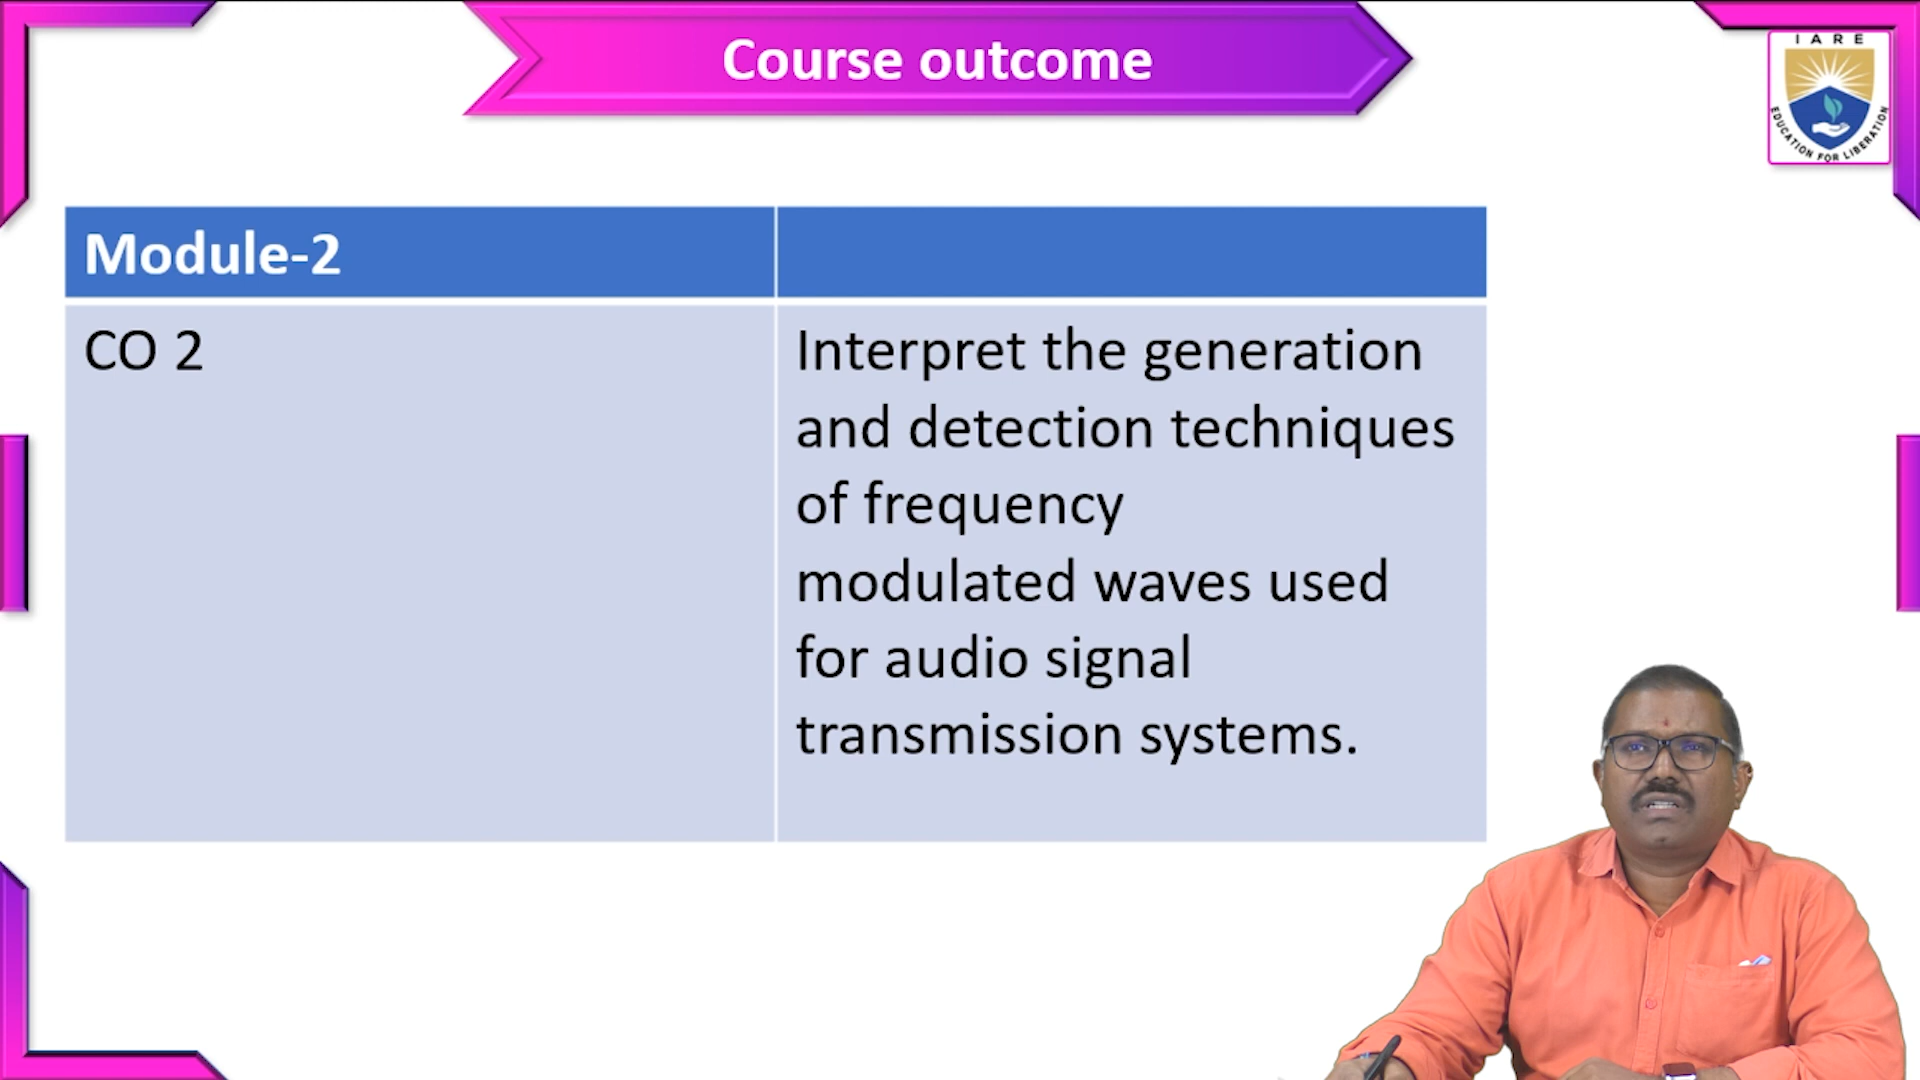 Course outcome
IARE
EDUCATION FOR LIBERATION
Module-2
CO 2
Interpret the generation
and detection techniques
of frequency
modulated waves used
for audio signal
transmission systems.